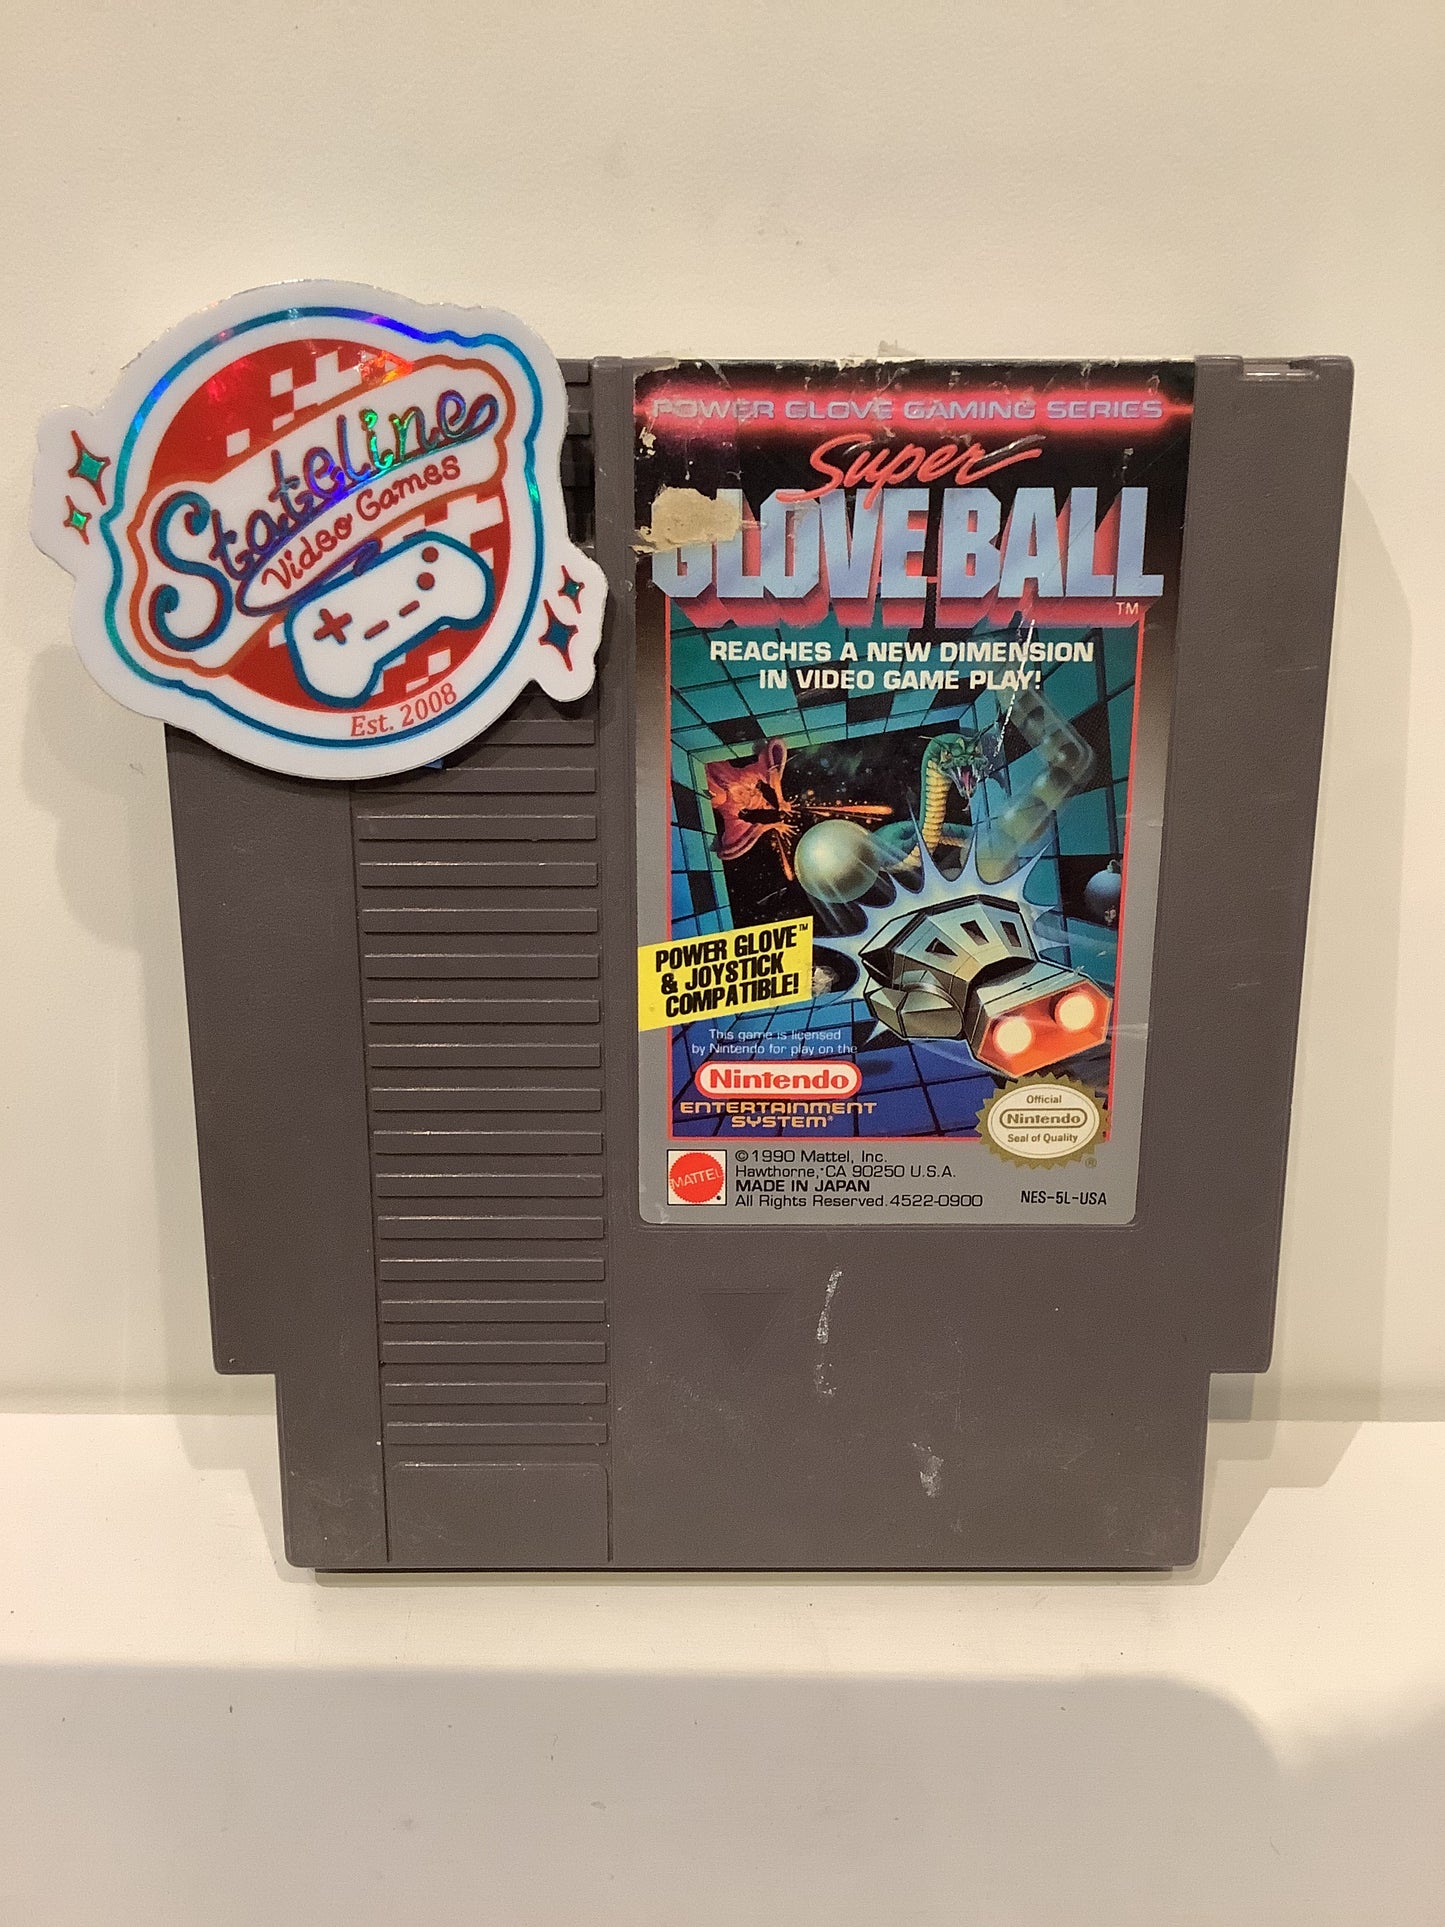 Stateline
Video Games
Est. 2008
POWER GLOVE GAMING SERIES
Super
GLOVEBALL™
REACHES A NEW DIMENSION
IN VIDEO GAME PLAY!
POWER GLOVE™
& JOYSTICK
COMPATIBLE!
This game is licensed
by Nintendo for play on the
Nintendo
ENTERTAINMENT
SYSTEM®
Official
Nintendo
Seal of Quality
®
MATTEL
©1990 Mattel, Inc.
Hawthorne, CA 90250 U.S.A.
MADE IN JAPAN
All Rights Reserved. 4522-0900
NES-5L-USA